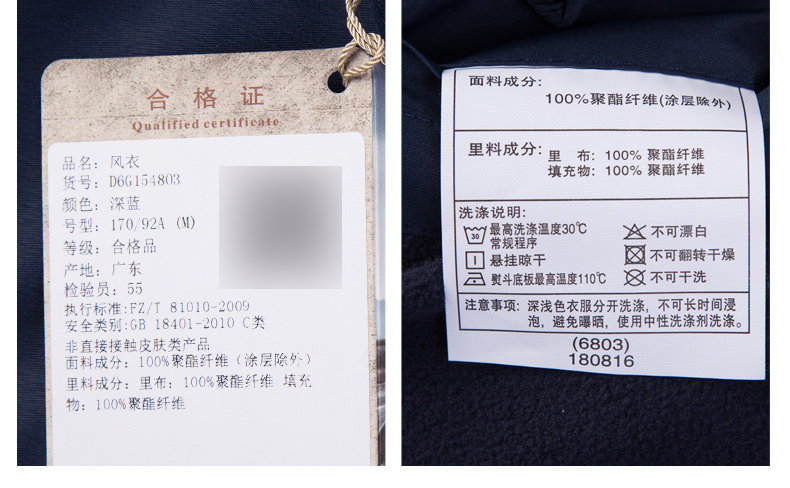 合格证
Qualified certificate
品名: 风衣
货号: D6G154803
颜色: 深蓝
号型: 170/92A (M)
等级: 合格品
产地: 广东
检验员: 55
执行标准:FZ/T 81010-2009
安全类别:GB 18401-2010 C类
非直接接触皮肤类产品
面料成分: 100%聚酯纤维（涂层除外）
里料成分: 里布: 100%聚酯纤维 填充
物: 100%聚酯纤维
面料成分:
100%聚酯纤维(涂层除外)
里料成分: 里 布: 100% 聚酯纤维
填充物: 100% 聚酯纤维
洗涤说明:
30 最高洗涤温度30℃
常规程序
不可漂白
悬挂晾干
不可翻转干燥
熨斗底板最高温度110℃
不可干洗
注意事项: 深浅色衣服分开洗涤，不可长时间浸
泡，避免曝晒，使用中性洗涤剂洗涤。
(6803)
180816